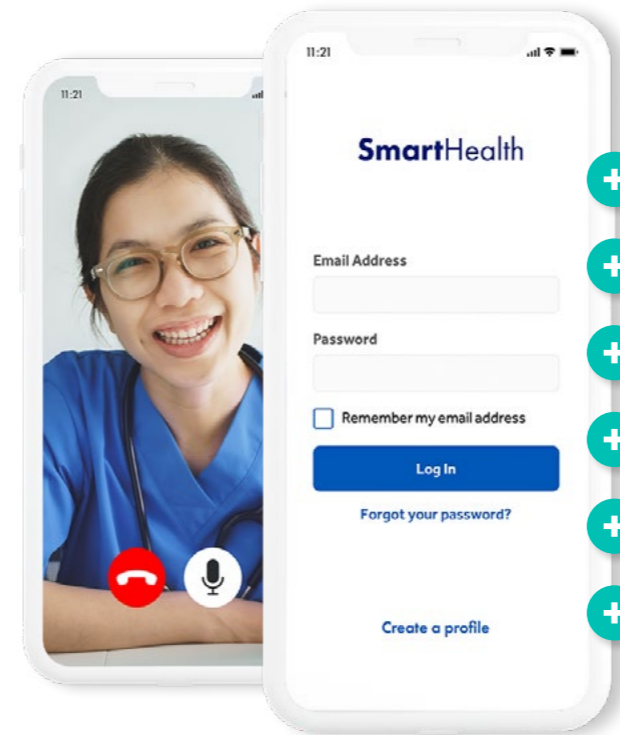 11:21
11:21
SmartHealth
Email Address
Password
Remember my email address
Log In
Forgot your password?
Create a profile